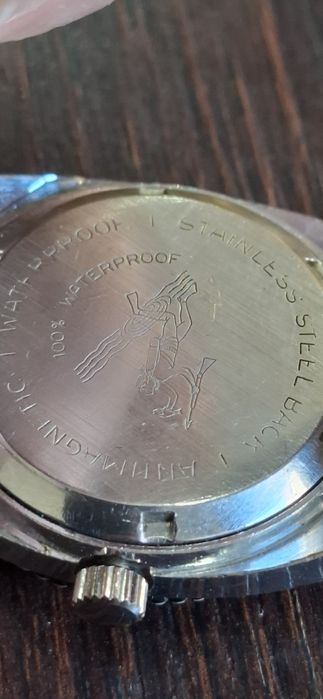 WATERPROOF | STAINLESS STEEL BACK | ANTIMAGNETIC |
100% WATERPROOF